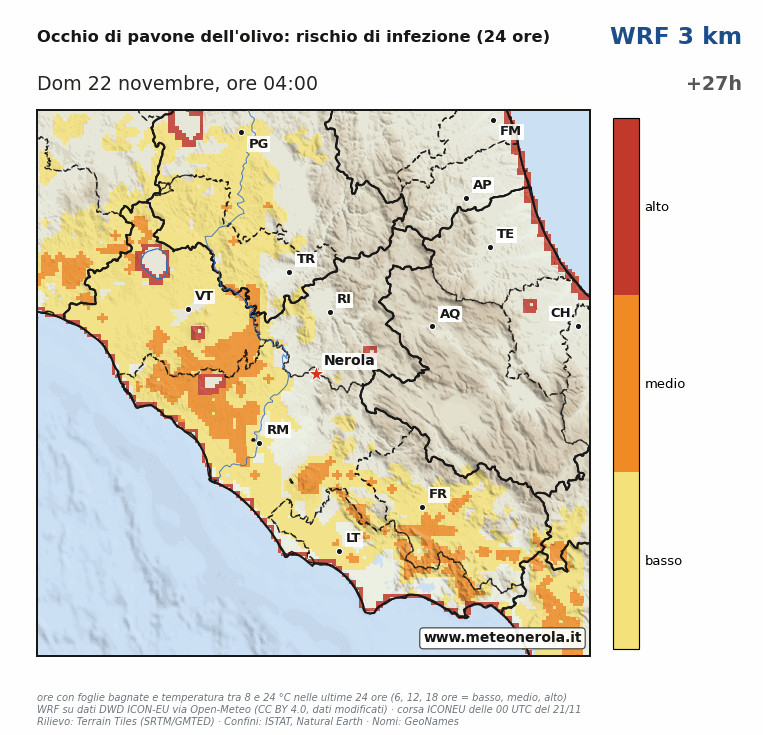 Occhio di pavone dell'olivo: rischio di infezione (24 ore)
WRF 3 km
Dom 22 novembre, ore 04:00
+27h
FM
PG
AP
TE
TR
RI
VT
AQ
CH.
Nerola
RM
FR
LT
alto
medio
basso
www.meteonerola.it
ore con foglie bagnate e temperatura tra 8 e 24 °C nelle ultime 24 ore (6, 12, 18 ore = basso, medio, alto)
WRF su dati DWD ICON-EU via Open-Meteo (CC BY 4.0, dati modificati) · corsa ICONEU delle 00 UTC del 21/11
Rilievo: Terrain Tiles (SRTM/GMTED) · Confini: ISTAT, Natural Earth · Nomi: GeoNames